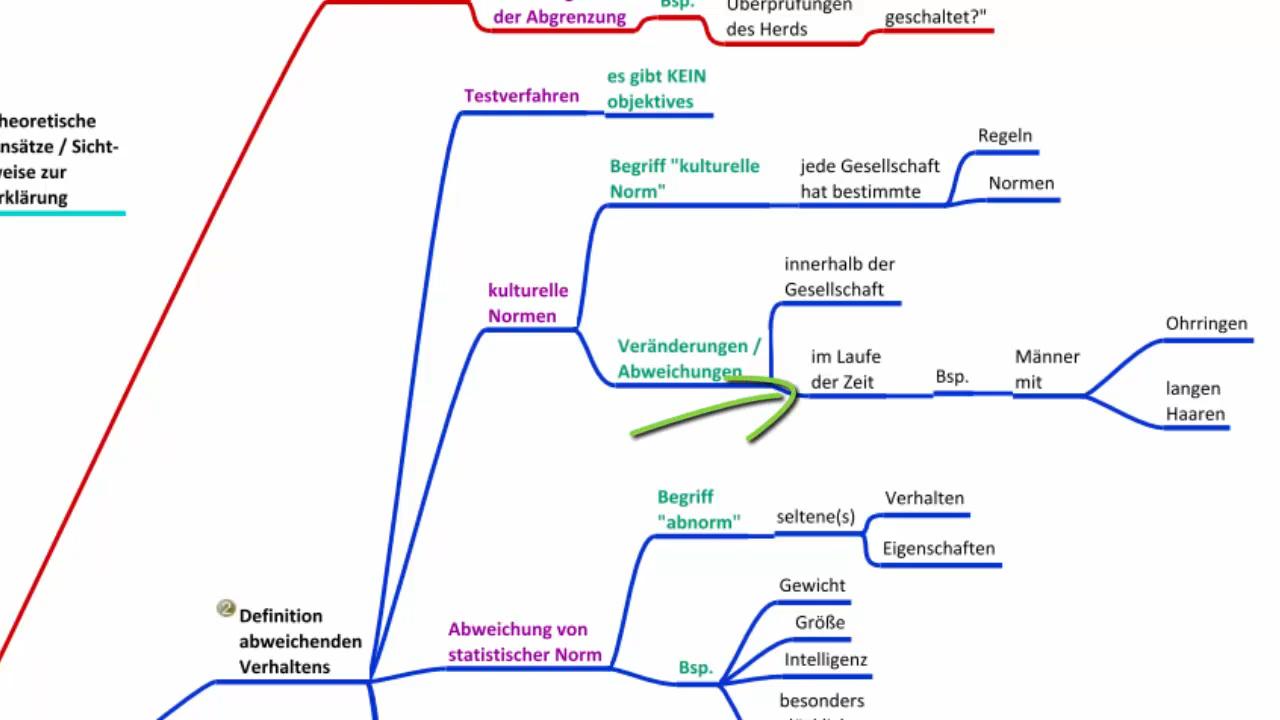 der Abgrenzung
Bsp.
Überprüfungen
des Herds
geschaltet?"
Testverfahren
es gibt KEIN
objektives
heoretische
nsätze / Sicht-
eise zur
rklärung
Begriff "kulturelle
Norm"
jede Gesellschaft
hat bestimmte
Regeln
Normen
kulturelle
Normen
innerhalb der
Gesellschaft
Veränderungen /
Abweichungen
im Laufe
der Zeit
Bsp.
Männer
mit
Ohrringen
langen
Haaren
Begriff
"abnorm"
seltene(s)
Verhalten
Eigenschaften
2
Definition
abweichenden
Verhaltens
Abweichung von
statistischer Norm
Bsp.
Gewicht
Größe
Intelligenz
besonders